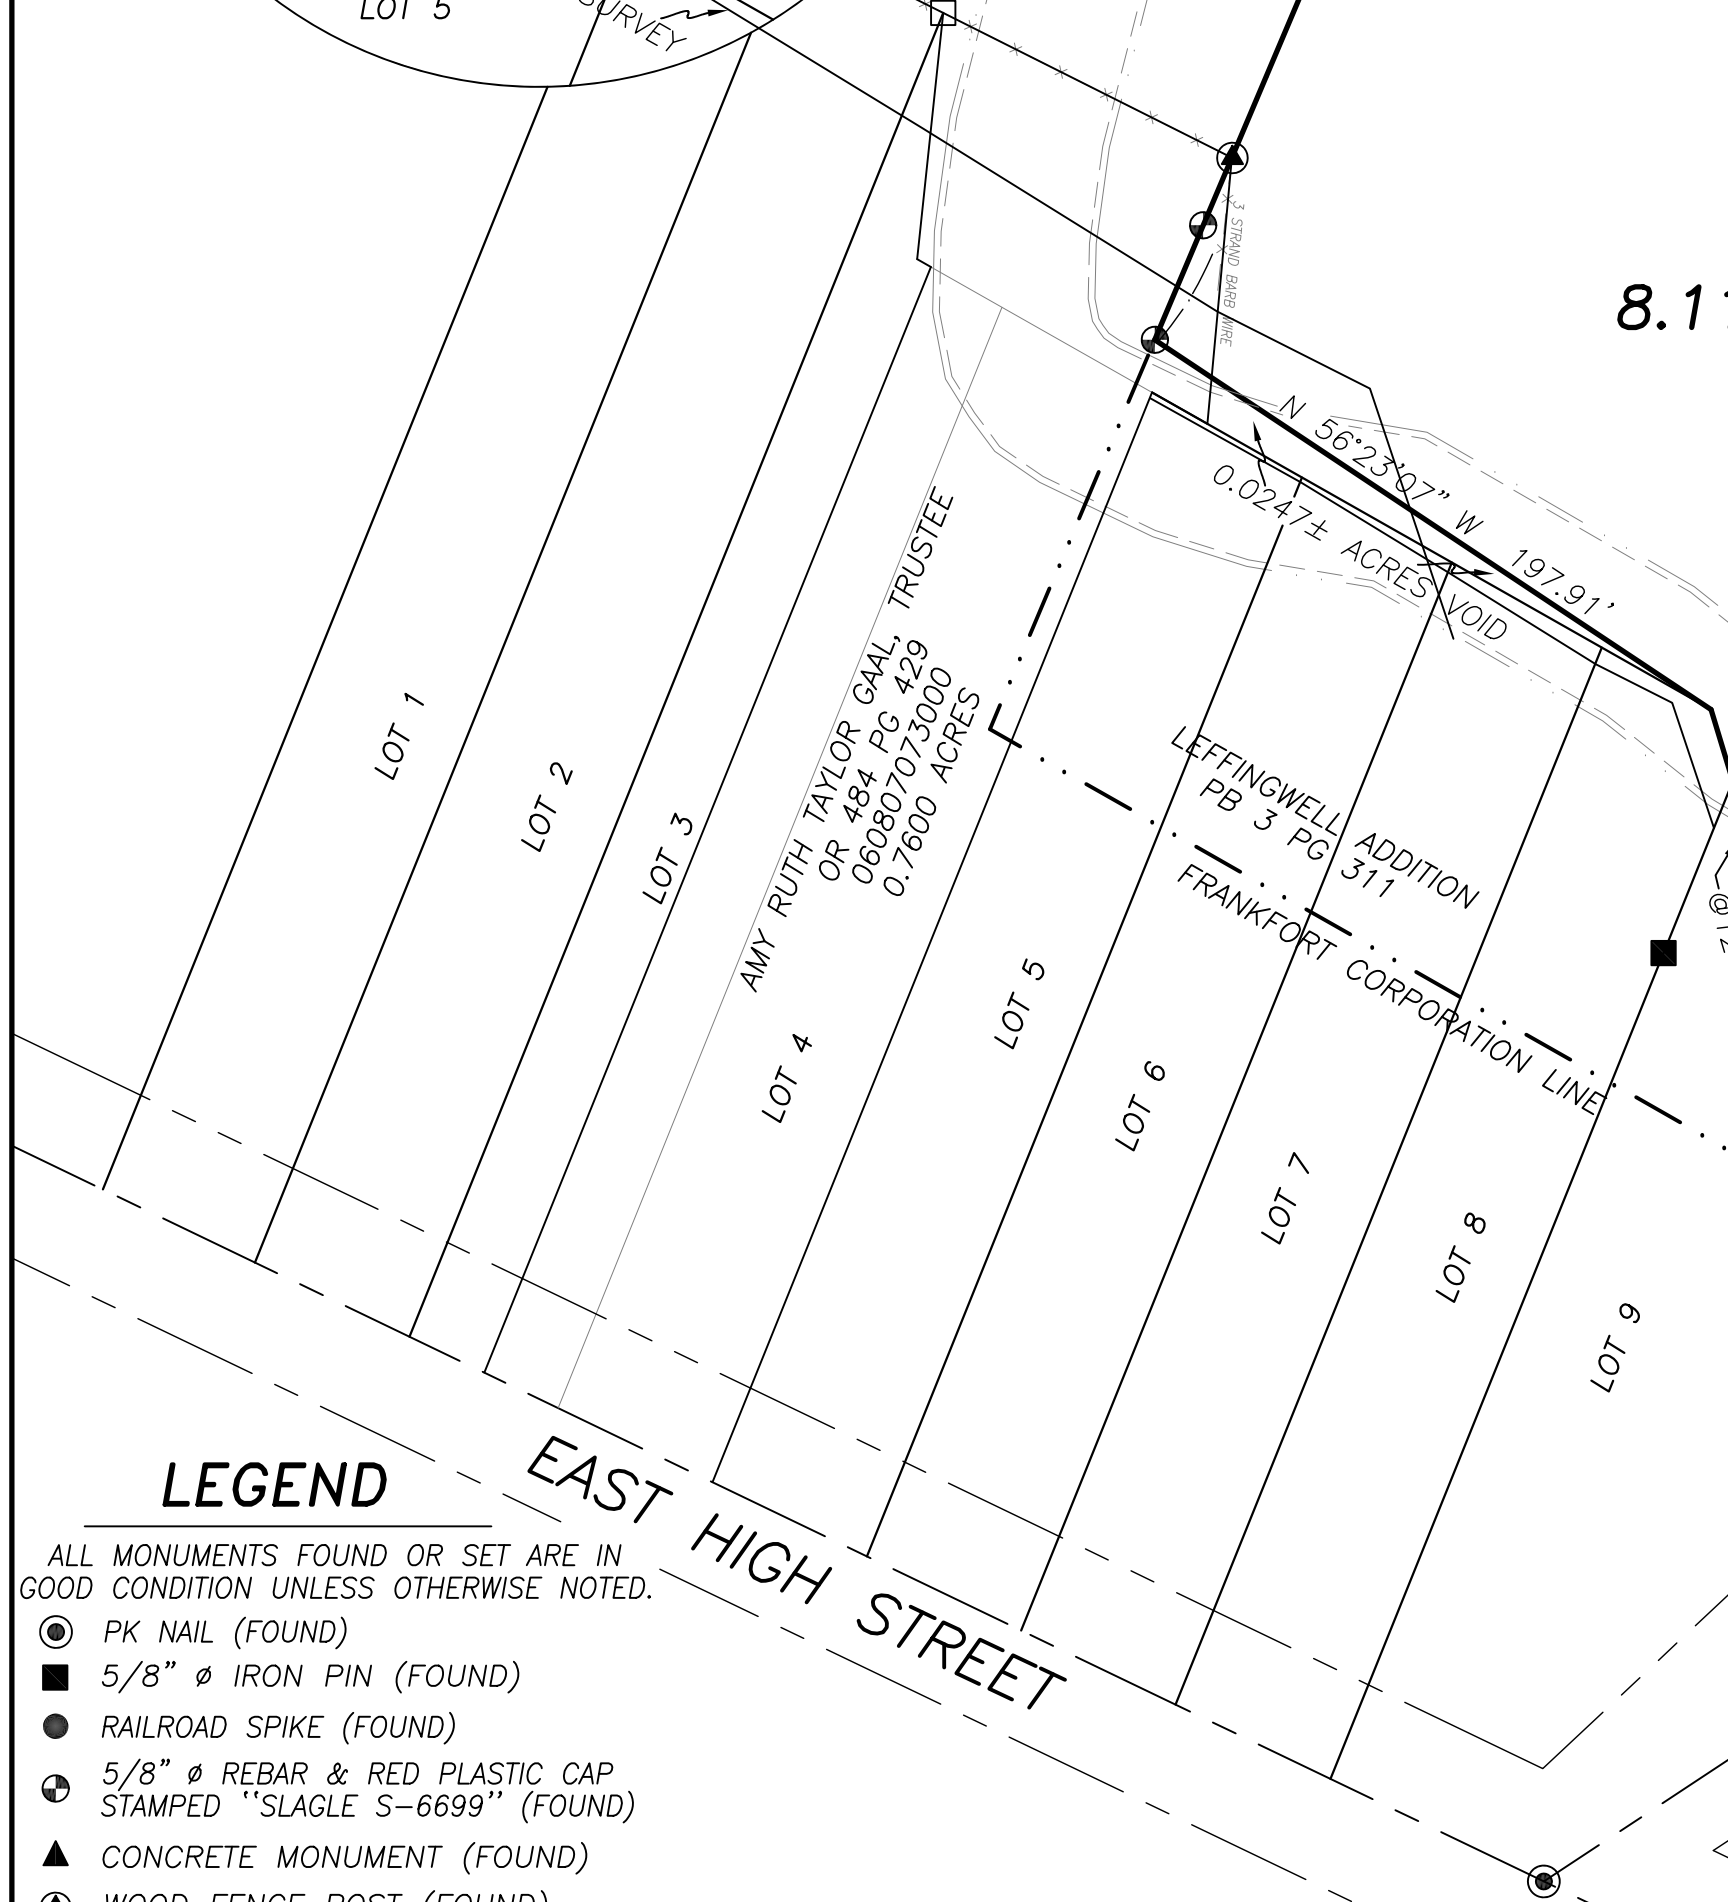 LOT 5
SURVEY
3 STRAND BARB WIRE
8.1
N 56°23'07" W 197.91'
0.0247± ACRES VOID
LOT 1
LOT 2
LOT 3
AMY RUTH TAYLOR GAAL, TRUSTEE
OR 484 PG 429
060807073000
0.7600 ACRES
LEFFINGWELL ADDITION
PB 3 PG 311
FRANKFORT CORPORATION LINE
LOT 4
LOT 5
LOT 6
LOT 7
LOT 8
LOT 9
EAST HIGH STREET
LEGEND
ALL MONUMENTS FOUND OR SET ARE IN
GOOD CONDITION UNLESS OTHERWISE NOTED.
PK NAIL (FOUND)
5/8" ø IRON PIN (FOUND)
RAILROAD SPIKE (FOUND)
5/8" ø REBAR & RED PLASTIC CAP
STAMPED "SLAGLE S-6699" (FOUND)
CONCRETE MONUMENT (FOUND)
WOOD FENCE POST (FOUND)